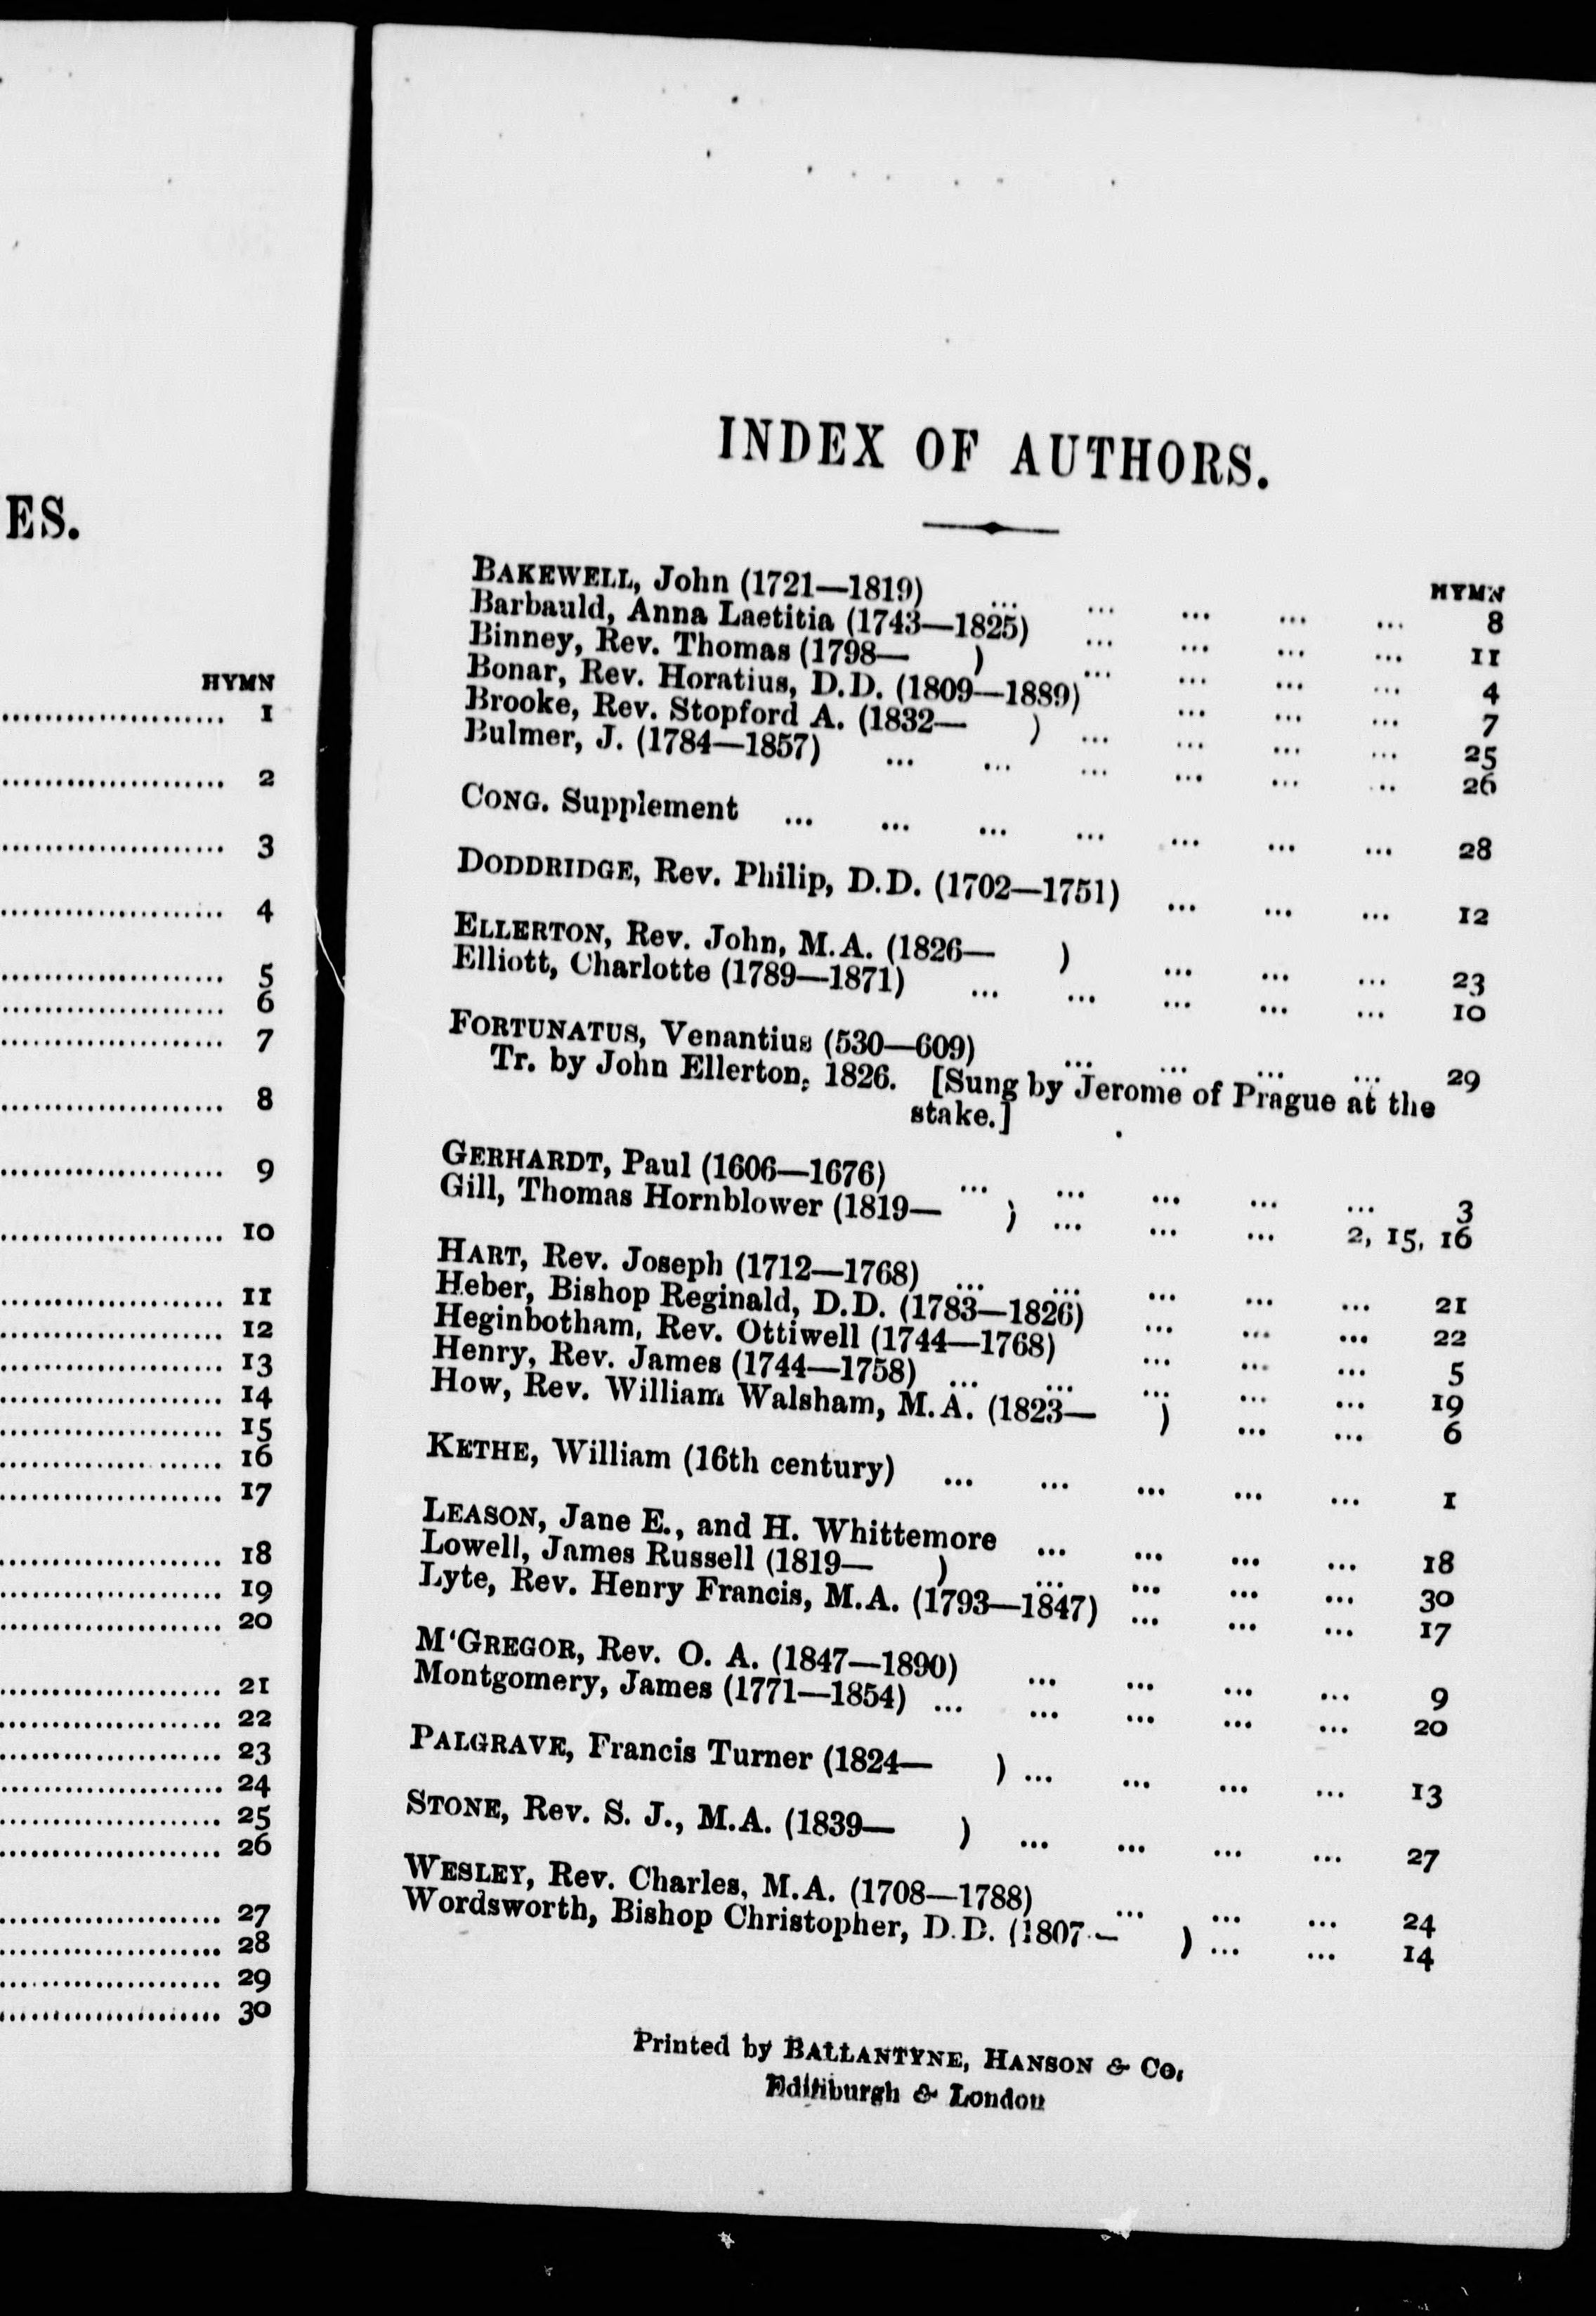 ES.
HYMN
..................... 1
..................... 2
..................... 3
..................... 4
..................... 5
..................... 6
..................... 7
..................... 8
..................... 9
..................... 10
..................... 11
..................... 12
..................... 13
..................... 14
..................... 15
..................... 16
..................... 17
..................... 18
..................... 19
..................... 20
..................... 21
..................... 22
..................... 23
..................... 24
..................... 25
..................... 26
..................... 27
..................... 28
..................... 29
..................... 30
INDEX OF AUTHORS.
HYMN
BAKEWELL, John (1721—1819) ... ... ... ... ... 8
Barbauld, Anna Laetitia (1743—1825) ... ... ... ... 11
Binney, Rev. Thomas (1798— ) ... ... ... ... 4
Bonar, Rev. Horatius, D.D. (1809—1889) ... ... ... 7
Brooke, Rev. Stopford A. (1832— ) ... ... ... ... 25
Bulmer, J. (1784—1857) ... ... ... ... ... .. 26
CONG. Supplement ... ... ... ... ... ... ... 28
DODDRIDGE, Rev. Philip, D.D. (1702—1751) ... ... ... 12
ELLERTON, Rev. John, M.A. (1826— ) ... ... ... 23
Elliott, Charlotte (1789—1871) ... ... ... ... ... 10
FORTUNATUS, Venantius (530—609) ... ... ... ... 29
Tr. by John Ellerton, 1826. [Sung by Jerome of Prague at the
stake.]
GERHARDT, Paul (1606—1676) ... ... ... ... ... 3
Gill, Thomas Hornblower (1819— ) ... ... ... 2, 15, 16
HART, Rev. Joseph (1712—1768) ... ... ... ... ... 21
Heber, Bishop Reginald, D.D. (1783—1826) ... ... ... 22
Heginbotham, Rev. Ottiwell (1744—1768) ... ... ... 5
Henry, Rev. James (1744—1758) ... ... ... ... ... 19
How, Rev. William Walsham, M.A. (1823— ) ... ... 6
KETHE, William (16th century) ... ... ... ... ... 1
LEASON, Jane E., and H. Whittemore ... ... ... ... 18
Lowell, James Russell (1819— ) ... ... ... ... 30
Lyte, Rev. Henry Francis, M.A. (1793—1847) ... ... ... 17
M'GREGOR, Rev. O. A. (1847—1890) ... ... ... ... 9
Montgomery, James (1771—1854) ... ... ... ... ... 20
PALGRAVE, Francis Turner (1824— ) ... ... ... ... 13
STONE, Rev. S. J., M.A. (1839— ) ... ... ... ... 27
WESLEY, Rev. Charles, M.A. (1708—1788) ... ... ... 24
Wordsworth, Bishop Christopher, D.D. (1807— ) ... ... 14
Printed by BALLANTYNE, HANSON & Co.
Edinburgh & London